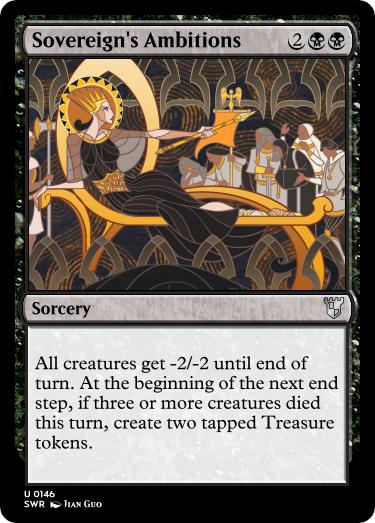 Sovereign's Ambitions 2
Sorcery
All creatures get -2/-2 until end of
turn. At the beginning of the next end
step, if three or more creatures died
this turn, create two tapped Treasure
tokens.
U 0146
SWR Jian Guo